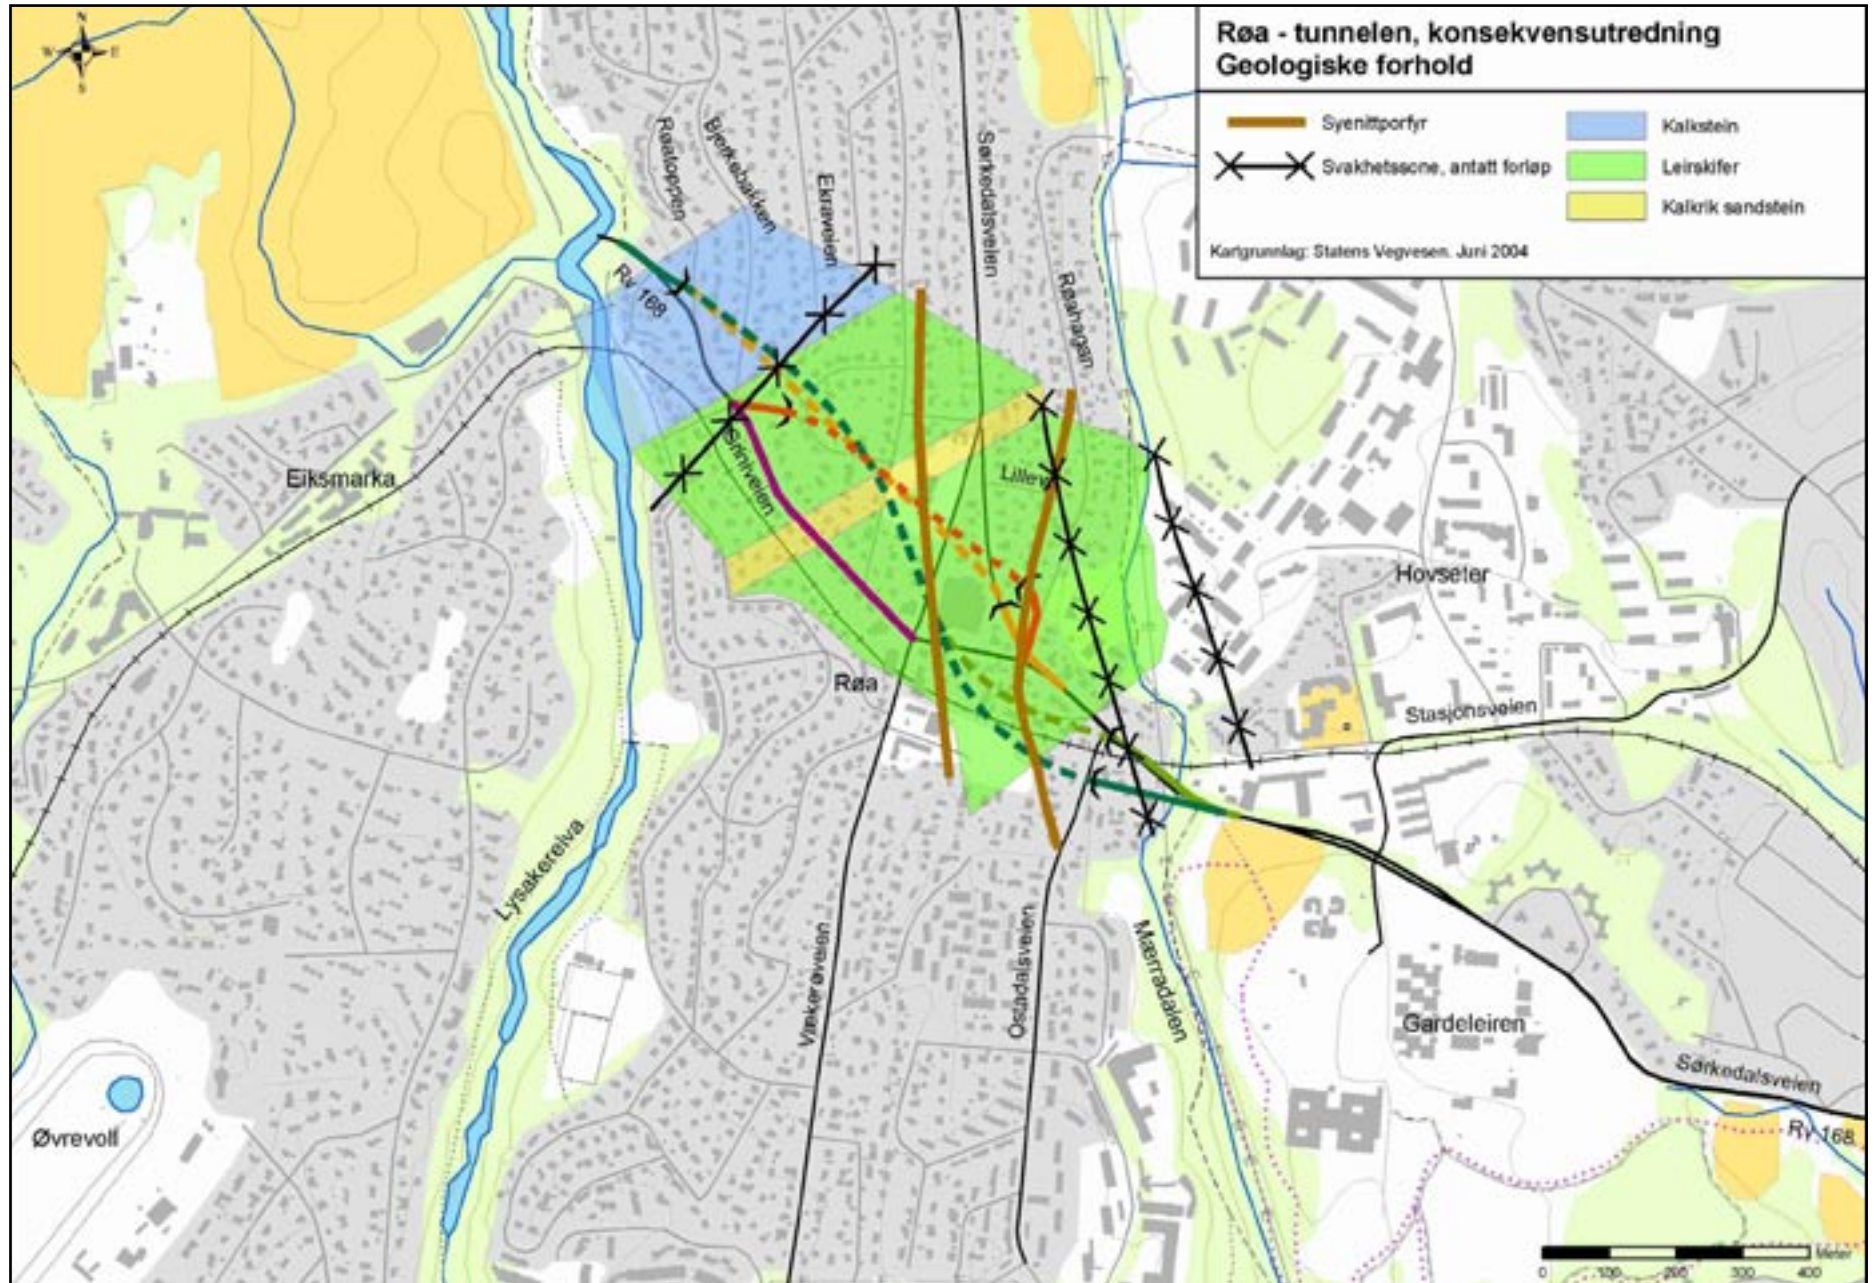 Røa - tunnelen, konsekvensutredning
Geologiske forhold
Syenittporfyr
Kalkstein
Svakhetssone, antatt forløp
Leirskifer
Kalkrik sandstein
Kartgrunnlag: Statens Vegvesen. Juni 2004
N
W
E
S
Røatoppen
Bjerkebakken
Ekraveien
Sørkedalsveien
Røahagan
Rv 168
Eiksmarka
Lillev
Hovseter
Røa
Stasjonsveien
Lysakerelva
Vækerøveien
Ostadalsveien
Mærradalen
Gardeleiren
Sørkedalsveien
Rv 168
Øvrevoll
Meter
0 100 200 300 400